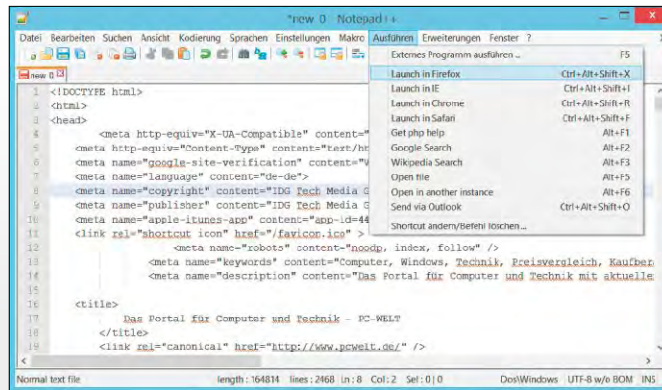 *new 0 - Notepad++
Datei Bearbeiten Suchen Ansicht Kodierung Sprachen Einstellungen Makro Ausführen Erweiterungen Fenster ?
Externes Programm ausführen ... F5
Launch in Firefox Ctrl+Alt+Shift+X
Launch in IE Ctrl+Alt+Shift+I
Launch in Chrome Ctrl+Alt+Shift+R
Launch in Safari Ctrl+Alt+Shift+F
Get php help Alt+F1
Google Search Alt+F2
Wikipedia Search Alt+F3
Open file Alt+F5
Open in another instance Alt+F6
Send via Outlook Ctrl+Alt+Shift+O
Shortcut ändern/Befehl löschen...
new 0
1 <!DOCTYPE html>
2 <html>
3 <head>
4 <meta http-equiv="X-UA-Compatible" content="
5 <meta http-equiv="Content-Type" content="text/ht
6 <meta name="google-site-verification" content="
7 <meta name="language" content="de-de">
8 <meta name="copyright" content="IDG Tech Media G
9 <meta name="publisher" content="IDG Tech Media G
10 <meta name="apple-itunes-app" content="app-id=44
11 <link rel="shortcut icon" href="/favicon.ico" >
12 <meta name="robots" content="noodp, index, follow" />
13 <meta name="keywords" content="Computer, Windows, Technik, Preisvergleich, Kaufber
14 <meta name="description" content="Das Portal für Computer und Technik mit aktuelle
15
16 <title>
17 Das Portal für Computer und Technik - PC-WELT
18 </title>
19 <link rel="canonical" href="http://www.pcwelt.de/" />
Normal text file length : 164814 lines : 2468 Ln : 8 Col : 2 Sel : 0 | 0 Dos\Windows UTF-8 w/o BOM INS